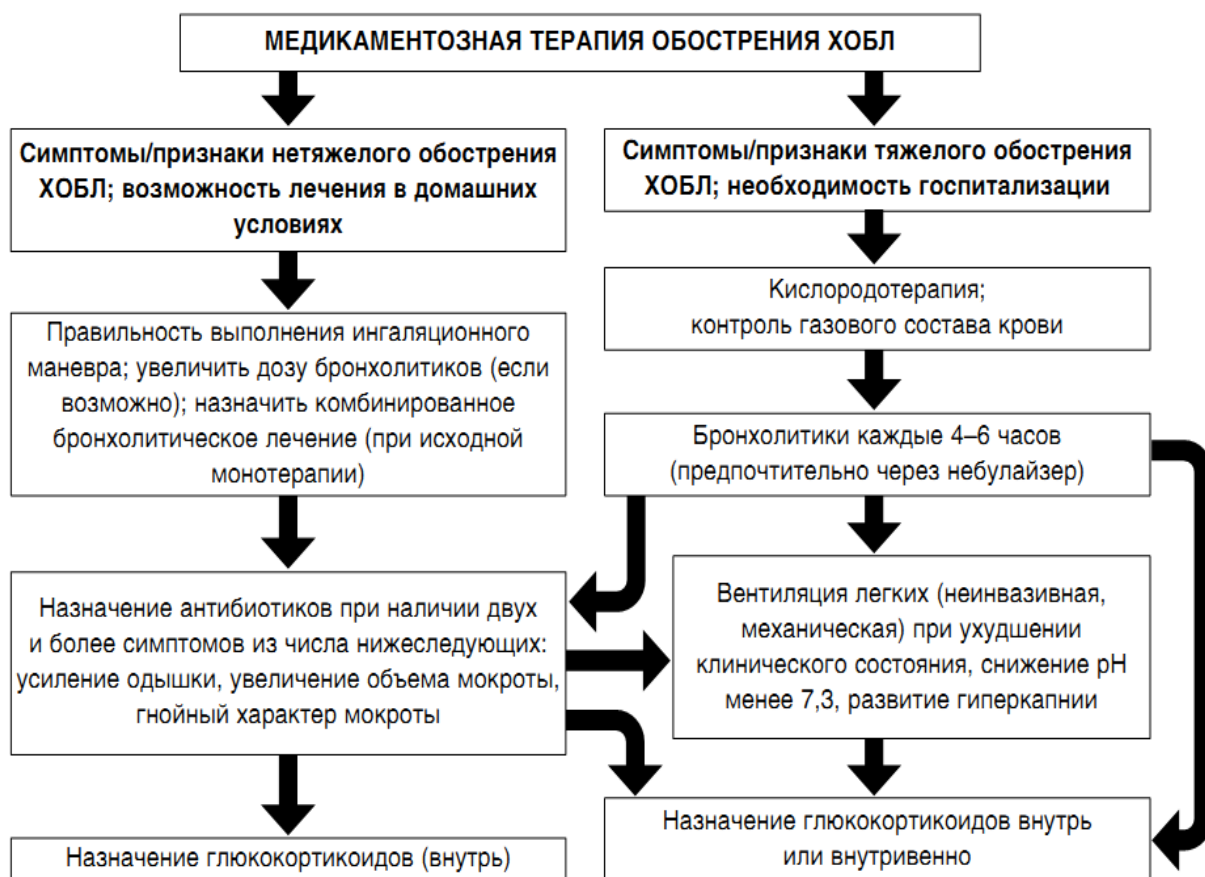 МЕДИКАМЕНТОЗНАЯ ТЕРАПИЯ ОБОСТРЕНИЯ ХОБЛ
Симптомы/признаки нетяжелого обострения
ХОБЛ; возможность лечения в домашних
условиях
Правильность выполнения ингаляционного
маневра; увеличить дозу бронхолитиков (если
возможно); назначить комбинированное
бронхолитическое лечение (при исходной
монотерапии)
Назначение антибиотиков при наличии двух
и более симптомов из числа нижеследующих:
усиление одышки, увеличение объема мокроты,
гнойный характер мокроты
Назначение глюкокортикоидов (внутрь)
Симптомы/признаки тяжелого обострения
ХОБЛ; необходимость госпитализации
Кислородотерапия;
контроль газового состава крови
Бронхолитики каждые 4–6 часов
(предпочтительно через небулайзер)
Вентиляция легких (неинвазивная,
механическая) при ухудшении
клинического состояния, снижение pH
менее 7,3, развитие гиперкапнии
Назначение глюкокортикоидов внутрь
или внутривенно